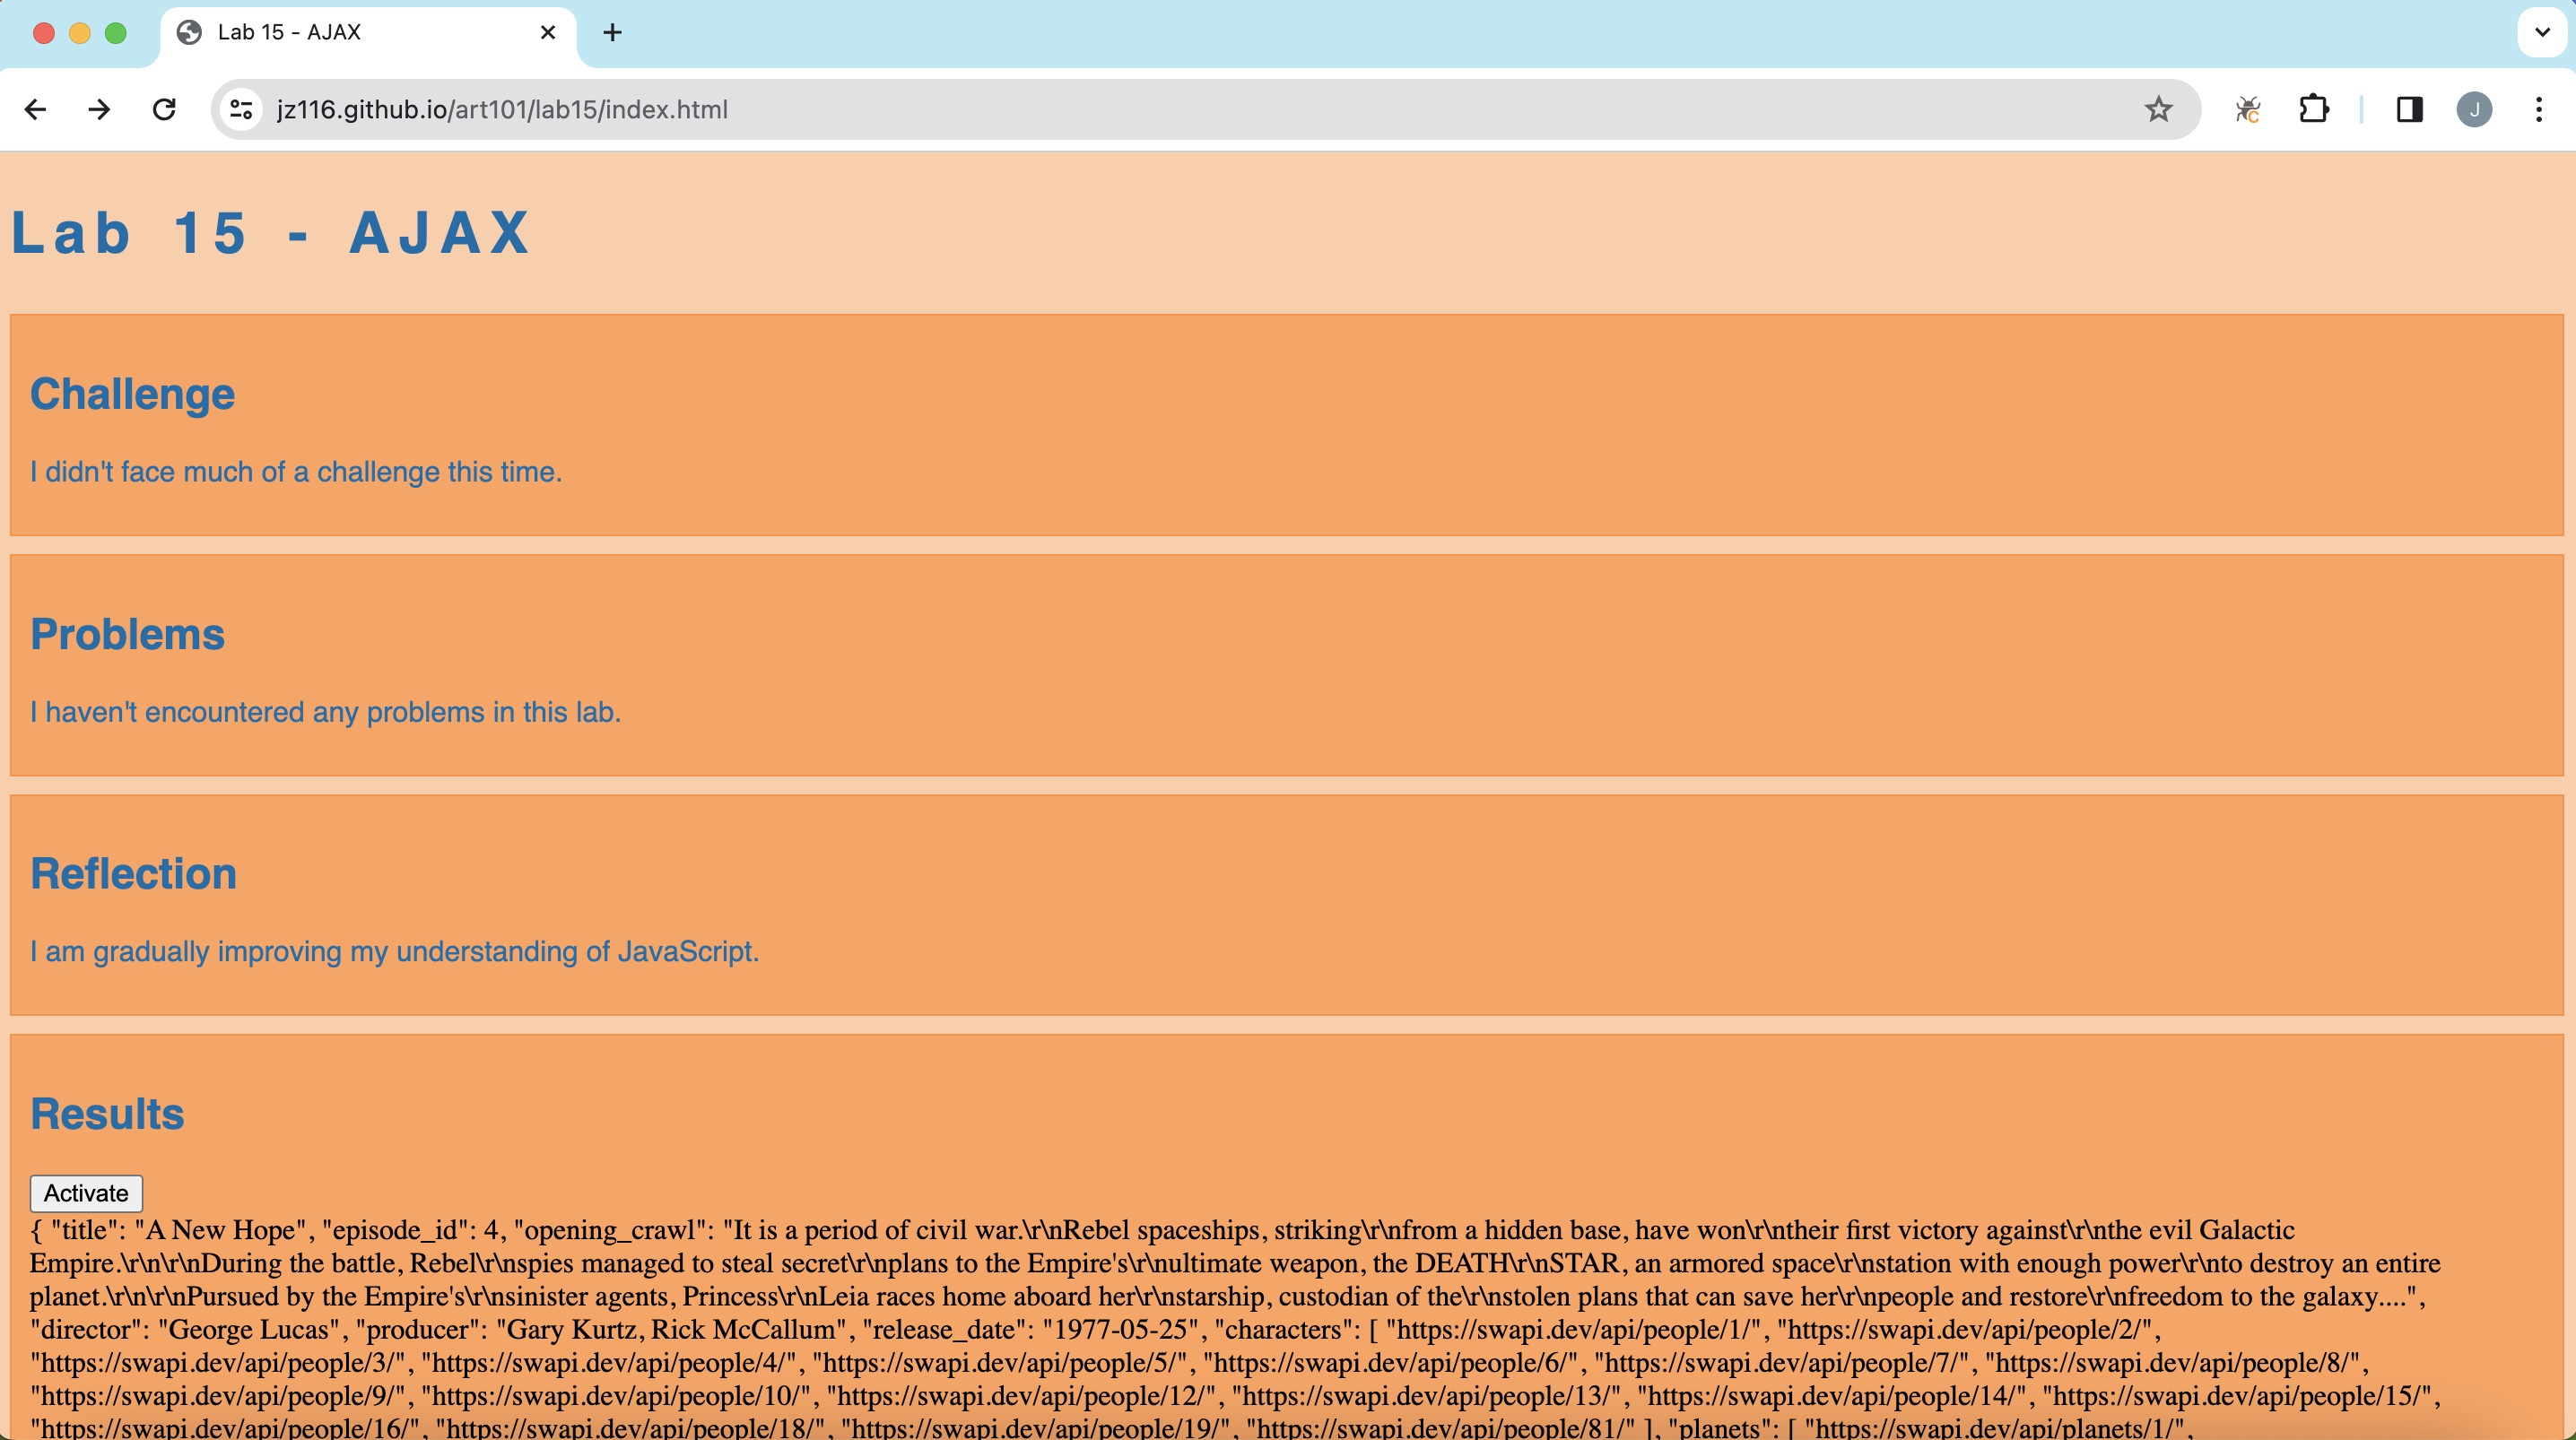 Lab 15 - AJAX
jz116.github.io/art101/lab15/index.html
J
Lab 15 - AJAX
Challenge
I didn't face much of a challenge this time.
Problems
I haven't encountered any problems in this lab.
Reflection
I am gradually improving my understanding of JavaScript.
Results
Activate
{ "title": "A New Hope", "episode_id": 4, "opening_crawl": "It is a period of civil war.\r\nRebel spaceships, striking\r\nfrom a hidden base, have won\r\ntheir first victory against\r\nthe evil Galactic
Empire.\r\n\r\nDuring the battle, Rebel\r\nspies managed to steal secret\r\nplans to the Empire's\r\nultimate weapon, the DEATH\r\nSTAR, an armored space\r\nstation with enough power\r\nto destroy an entire
planet.\r\n\r\nPursued by the Empire's\r\nsinister agents, Princess\r\nLeia races home aboard her\r\nstarship, custodian of the\r\nstolen plans that can save her\r\npeople and restore\r\nfreedom to the galaxy....",
"director": "George Lucas", "producer": "Gary Kurtz, Rick McCallum", "release_date": "1977-05-25", "characters": [ "https://swapi.dev/api/people/1/", "https://swapi.dev/api/people/2/",
"https://swapi.dev/api/people/3/", "https://swapi.dev/api/people/4/", "https://swapi.dev/api/people/5/", "https://swapi.dev/api/people/6/", "https://swapi.dev/api/people/7/", "https://swapi.dev/api/people/8/",
"https://swapi.dev/api/people/9/", "https://swapi.dev/api/people/10/", "https://swapi.dev/api/people/12/", "https://swapi.dev/api/people/13/", "https://swapi.dev/api/people/14/", "https://swapi.dev/api/people/15/",
"https://swapi.dev/api/people/16/", "https://swapi.dev/api/people/18/", "https://swapi.dev/api/people/19/", "https://swapi.dev/api/people/81/" ], "planets": [ "https://swapi.dev/api/planets/1/",